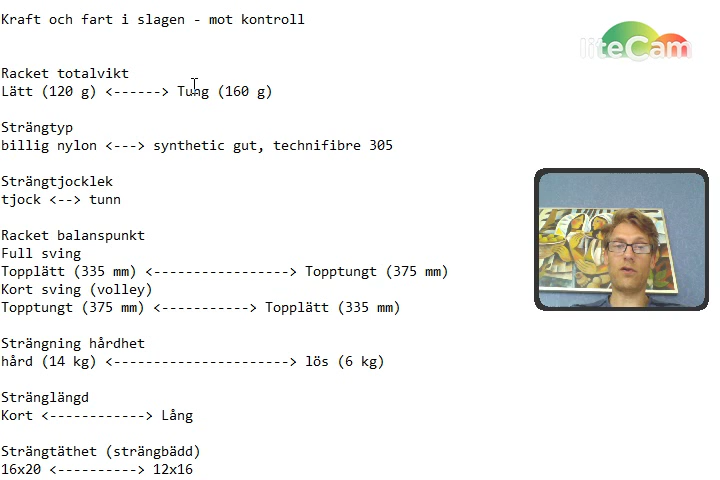 Kraft och fart i slagen - mot kontroll
liteCam
Racket totalvikt
Lätt (120 g) <------> Tung (160 g)
Strängtyp
billig nylon <---> synthetic gut, technifibre 305
Strängtjocklek
tjock <--> tunn
Racket balanspunkt
Full sving
Topplätt (335 mm) <-----------------> Topptungt (375 mm)
Kort sving (volley)
Topptungt (375 mm) <-----------> Topplätt (335 mm)
Strängning hårdhet
hård (14 kg) <---------------------> lös (6 kg)
Stränglängd
Kort <------------> Lång
Strängtäthet (strängbädd)
16x20 <----------> 12x16